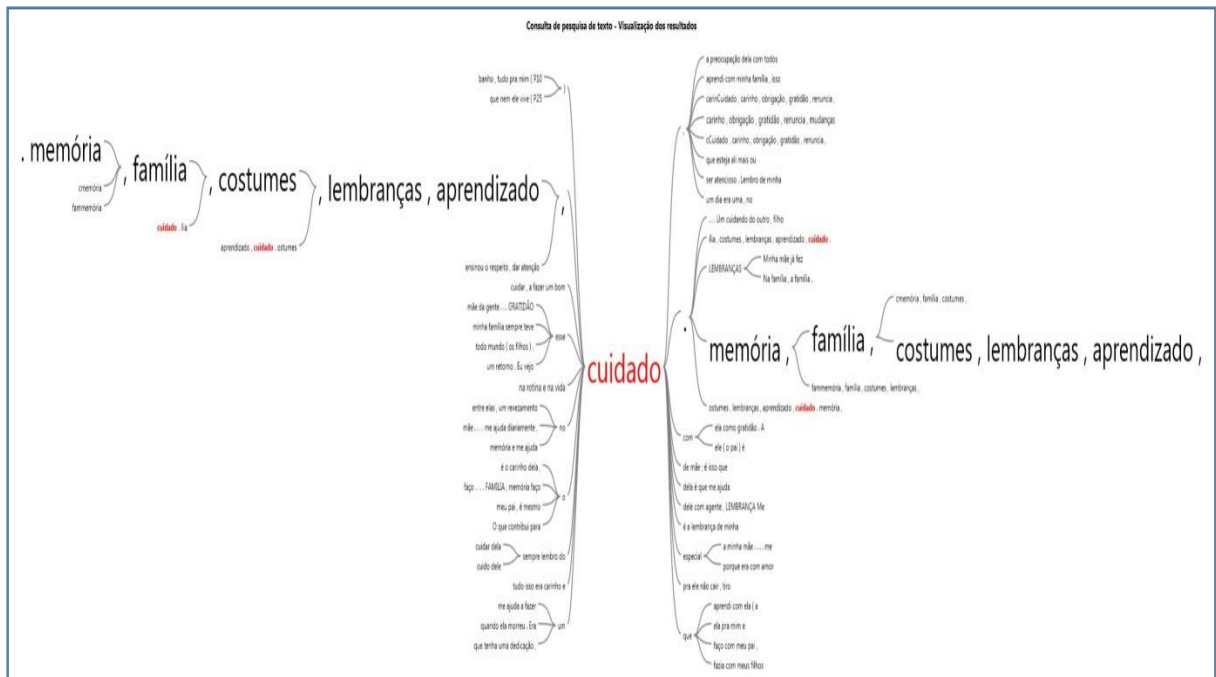 Consulta de pesquisa de texto - Visualização dos resultados
banho , tudo pra mim ( P10
que nem ele vive ( P25
)
. memória
cmemória
fammemória
, família
cuidado . ília
, costumes
aprendizado , cuidado . ostumes
, lembranças , aprendizado
ensinou o respeito , dar atenção
,
cuidar , a fazer um bom
mãe da gente . . . GRATIDÃO
minha família sempre teve
todo mundo ( os filhos ) ,
um retorno . Eu vejo
esse
na rotina e na vida
entre elas , um revezamento
mãe . . . . . me ajuda diariamente ,
memória e me ajuda
no
é o carinho dela ,
faço . . . . FAMILIA , memória faço
meu pai , é mesmo
O que contribui para
o
cuidar dela
cuido dele
sempre lembro do
tudo isso era carinho e
me ajuda a fazer
quando ela morreu . Era
que tenha uma dedicação ,
um
cuidado
,
a preocupação dela com todos
aprendi com minha família , isso
carinCuidado , carinho , obrigação , gratidão , renuncia ,
carinho , obrigação , gratidão , renuncia , mudanças
cCuidado , carinho , obrigação , gratidão , renuncia ,
que esteja ali mais ou
ser atencioso . Lembro de minha
um dia era uma , no
.
. . . Um cuidando do outro , filho
ília , costumes , lembranças , aprendizado , cuidado .
LEMBRANÇAS
Minha mãe já fez
Na família , a família .
memória ,
família ,
cmemória , família , costumes ,
costumes , lembranças , aprendizado ,
fammemória , família , costumes , lembranças ,
ostumes , lembranças , aprendizado , cuidado . memória ,
com
ela como gratidão . A
ele ( o pai ) é
de mãe ; é isso que
dela é que me ajuda
dele com agente , LEMBRANÇA Me
é a lembrança de minha
especial
a minha mãe . . . . . me
porque era com amor
pra ele não cair , tiro
que
aprendi com ela ( a
ela pra mim e
faço com meu pai ,
fazia com meus filhos